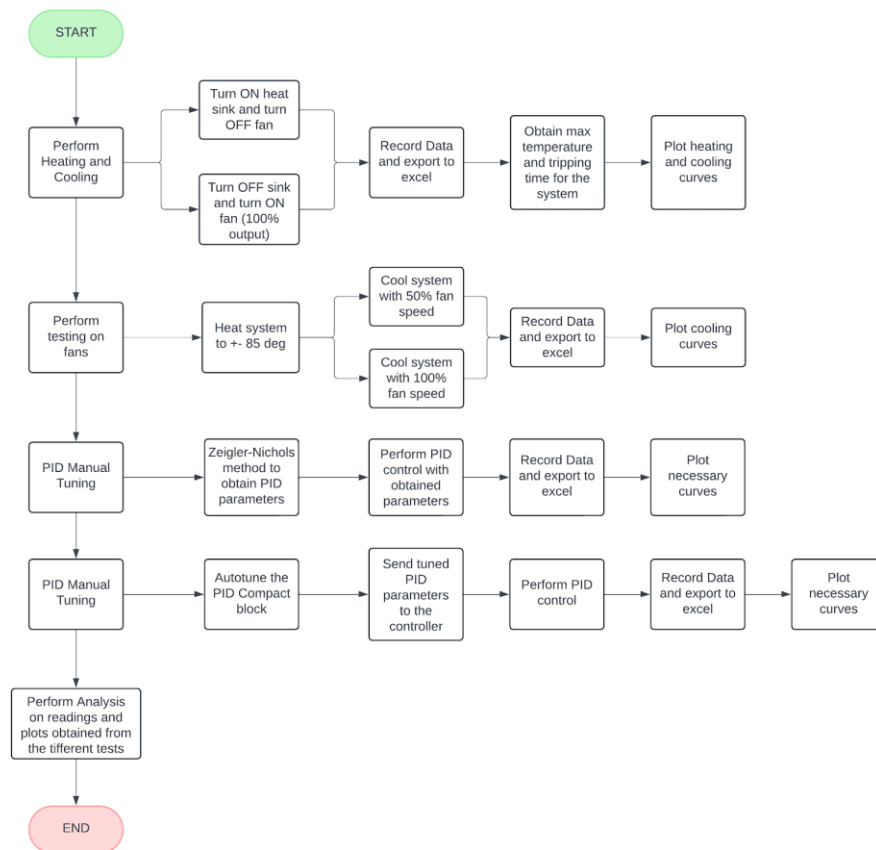 START
Perform
Heating and
Cooling
Turn ON heat
sink and turn
OFF fan
Turn OFF sink
and turn ON
fan (100%
output)
Record Data
and export to
excel
Obtain max
temperature
and tripping
time for the
system
Plot heating
and cooling
curves
Perform
testing on
fans
Heat system
to +- 85 deg
Cool system
with 50% fan
speed
Cool system
with 100%
fan speed
Record Data
and export to
excel
Plot cooling
curves
PID Manual
Tuning
Zeigler-Nichols
method to
obtain PID
parameters
Perform PID
control with
obtained
parameters
Record Data
and export to
excel
Plot
necessary
curves
PID Manual
Tuning
Autotune the
PID Compact
block
Send tuned
PID
parameters
to the
controller
Perform PID
control
Record Data
and export to
excel
Plot
necessary
curves
Perform Analysis
on readings and
plots obtained from
the tifferent tests
END